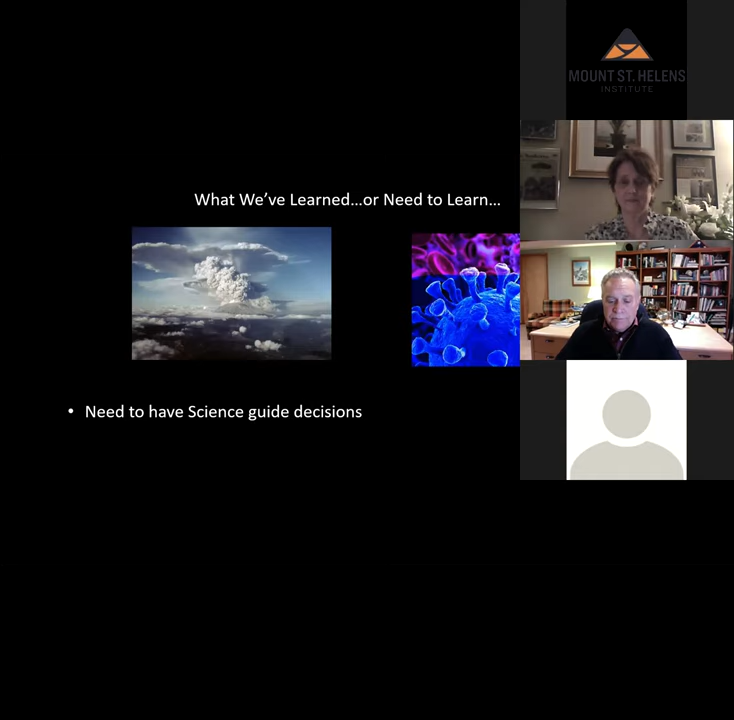 MOUNT ST. HELENS
INSTITUTE
What We’ve Learned...or Need to Learn...
• Need to have Science guide decisions